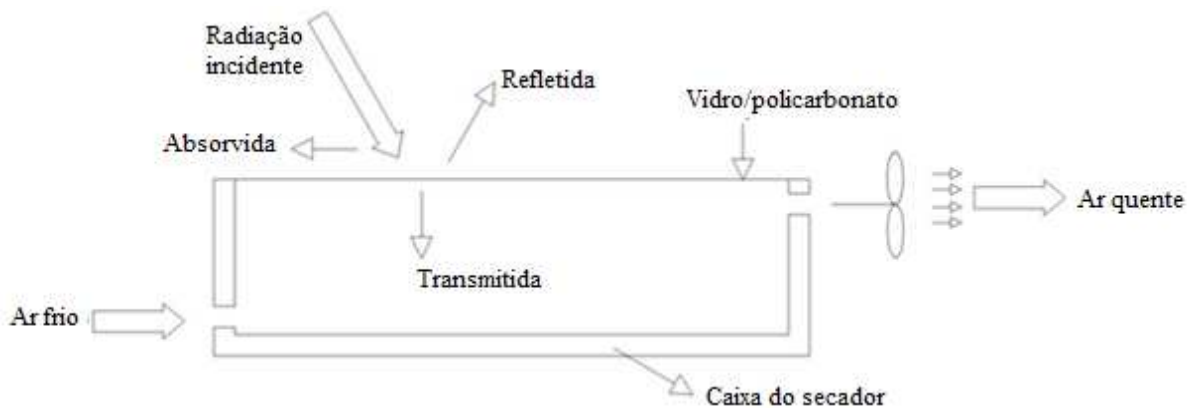 Radiação
incidente
Refletida
Vidro/policarbonato
Absorvida
Ar quente
Transmitida
Ar frio
Caixa do secador